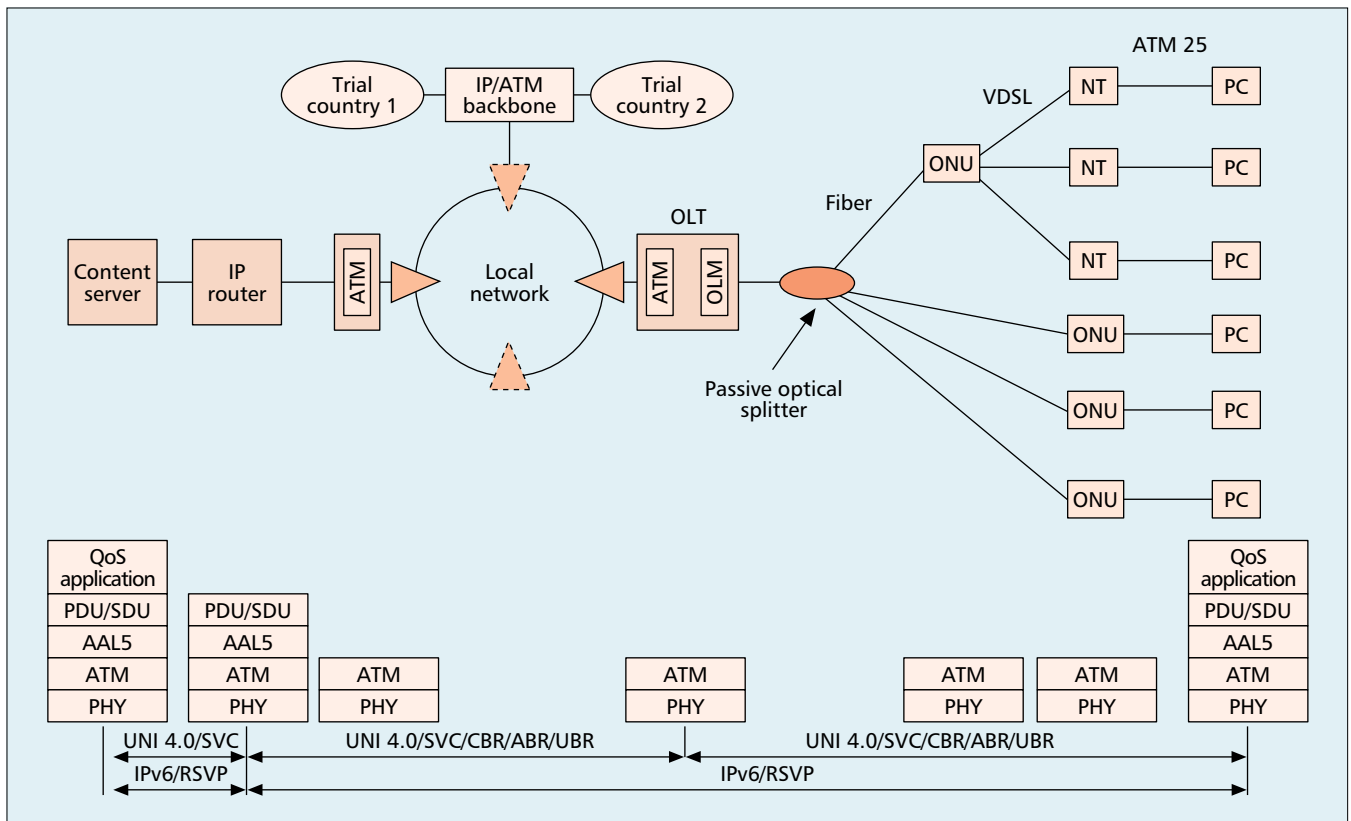 ATM 25
Trial
country 1
IP/ATM
backbone
Trial
country 2
VDSL
NT
PC
ONU
NT
PC
Fiber
OLT
Content
server
IP
router
ATM
Local
network
ATM
OLM
NT
PC
ONU
PC
Passive optical
splitter
ONU
PC
ONU
PC
QoS
application
PDU/SDU
AAL5
ATM
PHY
PDU/SDU
AAL5
ATM
PHY
ATM
PHY
ATM
PHY
ATM
PHY
ATM
PHY
QoS
application
PDU/SDU
AAL5
ATM
PHY
UNI 4.0/SVC
UNI 4.0/SVC/CBR/ABR/UBR
UNI 4.0/SVC/CBR/ABR/UBR
IPv6/RSVP
IPv6/RSVP